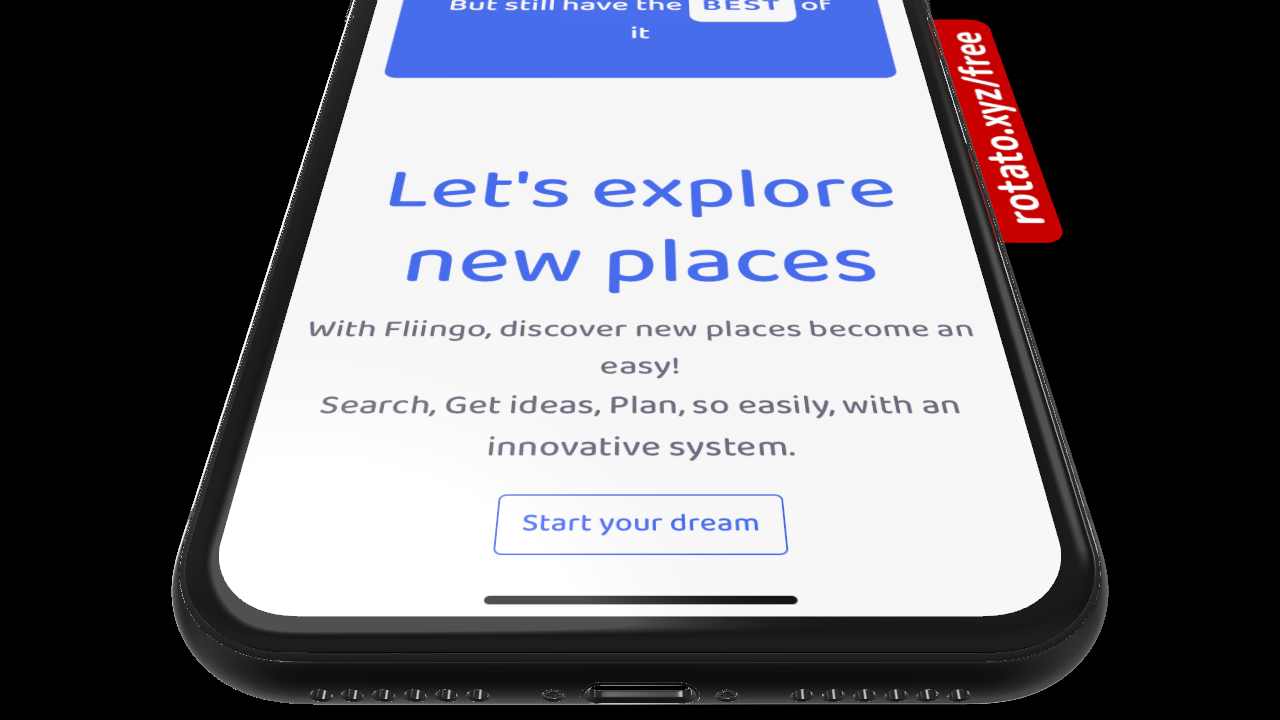 But still have the BEST of
it
Let's explore
new places
With Fliingo, discover new places become an
easy!
Search, Get ideas, Plan, so easily, with an
innovative system.
Start your dream
rotato.xyz/free